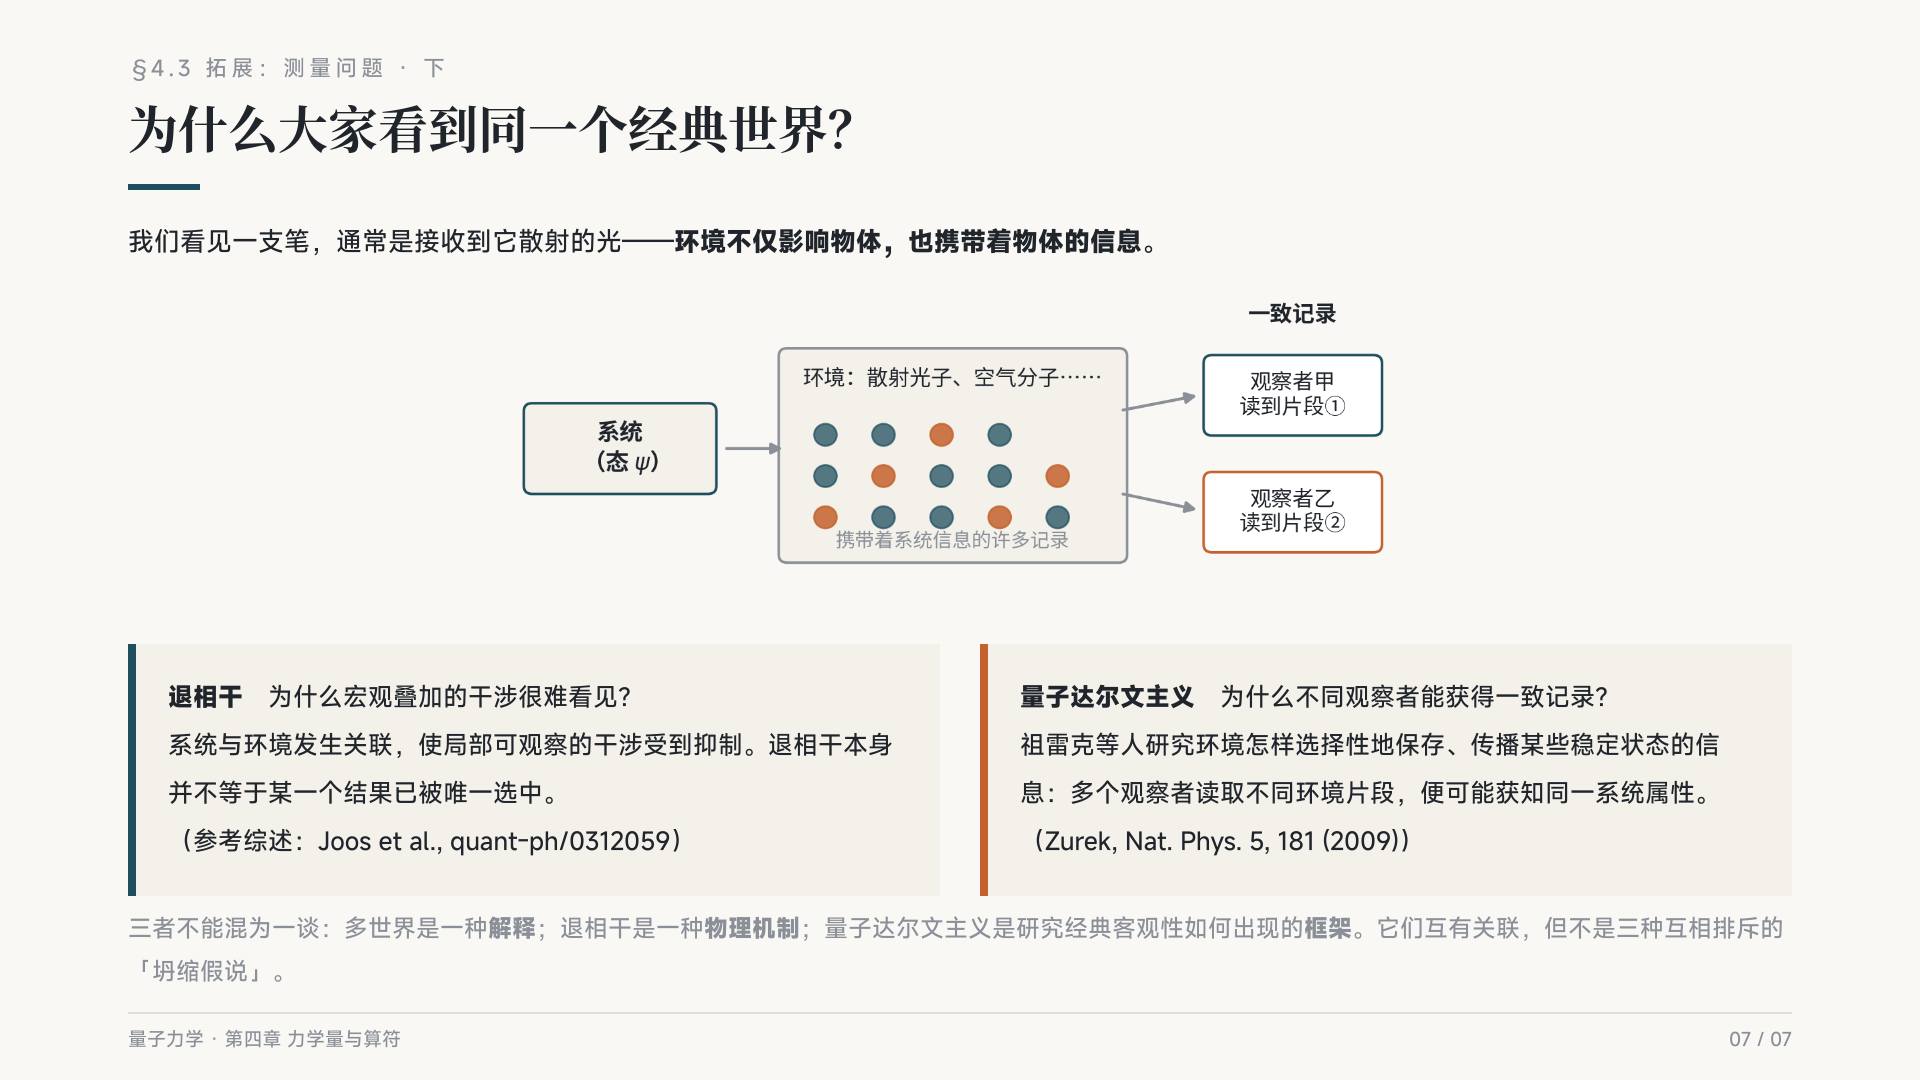 §4.3 拓展：测量问题 · 下
为什么大家看到同一个经典世界？
我们看见一支笔，通常是接收到它散射的光——环境不仅影响物体，也携带着物体的信息。
一致记录
环境：散射光子、空气分子……
观察者甲
读到片段①
系统
（态 ψ）
观察者乙
读到片段②
携带着系统信息的许多记录
退相干　为什么宏观叠加的干涉很难看见？
系统与环境发生关联，使局部可观察的干涉受到抑制。退相干本身
并不等于某一个结果已被唯一选中。
（参考综述：Joos et al., quant-ph/0312059）
量子达尔文主义　为什么不同观察者能获得一致记录？
祖雷克等人研究环境怎样选择性地保存、传播某些稳定状态的信
息：多个观察者读取不同环境片段，便可能获知同一系统属性。
（Zurek, Nat. Phys. 5, 181 (2009)）
三者不能混为一谈：多世界是一种解释；退相干是一种物理机制；量子达尔文主义是研究经典客观性如何出现的框架。它们互有关联，但不是三种互相排斥的
「坍缩假说」。
量子力学 · 第四章 力学量与算符
07 / 07